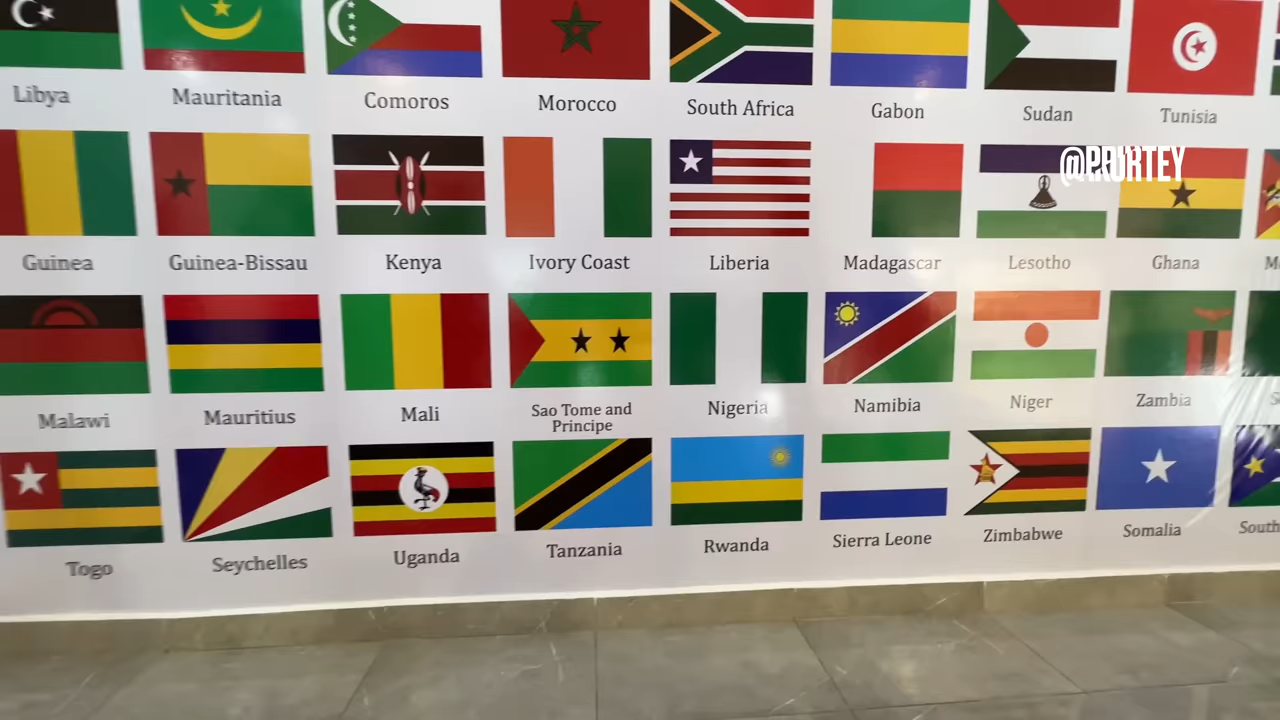 Libya
Mauritania
Comoros
Morocco
South Africa
Gabon
Sudan
Tunisia
Guinea
Guinea-Bissau
Kenya
Ivory Coast
Liberia
Madagascar
Lesotho
Ghana
Malawi
Mauritius
Mali
Sao Tome and
Principe
Nigeria
Namibia
Niger
Zambia
Togo
Seychelles
Uganda
Tanzania
Rwanda
Sierra Leone
Zimbabwe
Somalia
South